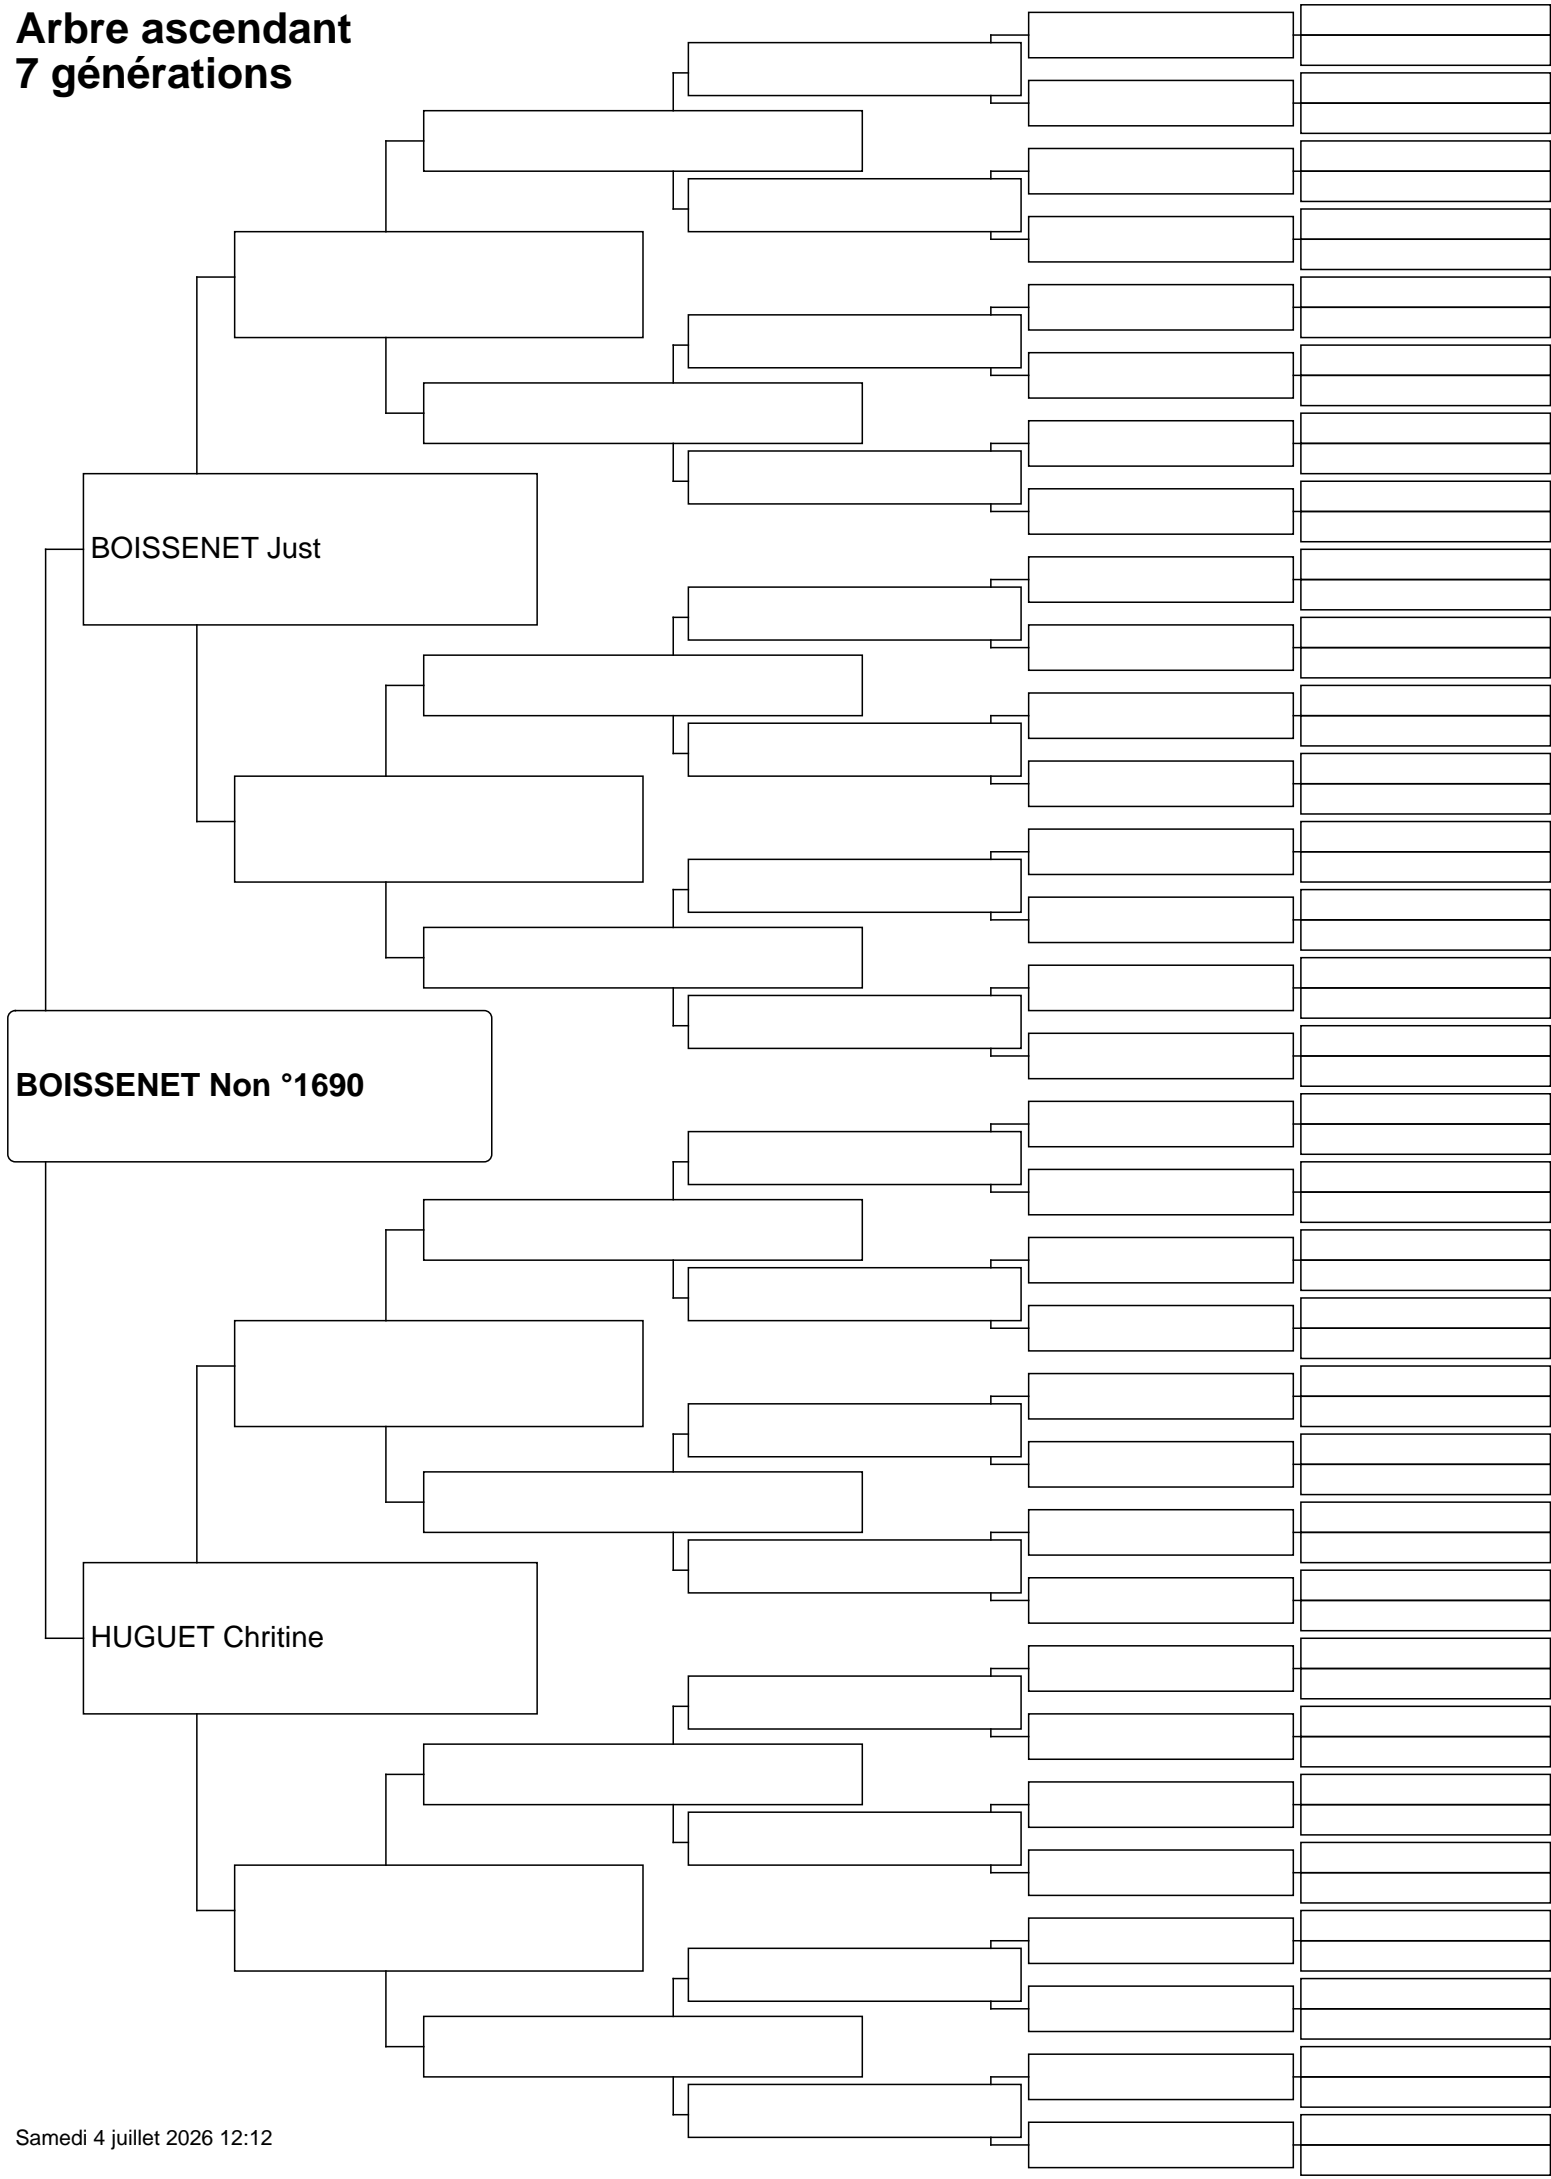 Arbre ascendant
7 générations
BOISSENET Just
BOISSENET Non °1690
HUGUET Chritine
Samedi 4 juillet 2026 12:12